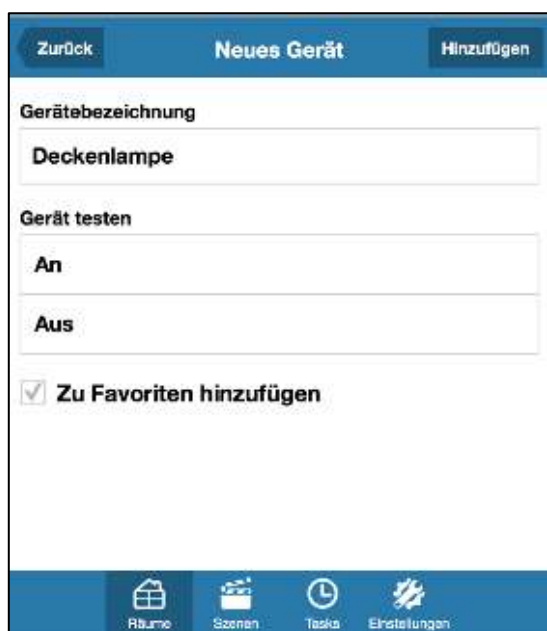 Zurück
Neues Gerät
Hinzufügen
Gerätebezeichnung
Deckenlampe
Gerät testen
An
Aus
Zu Favoriten hinzufügen
Räume
Szenen
Tasks
Einstellungen